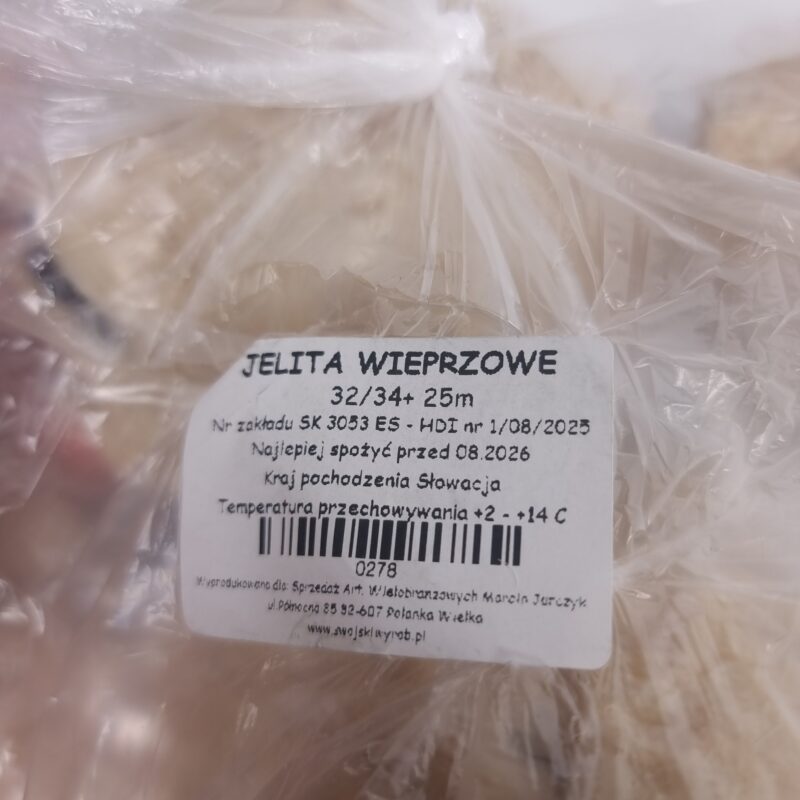 JELITA WIEPRZOWE
32/34+ 25m
Nr zakładu SK 3053 ES - HDI nr 1/08/2025
Najlepiej spożyć przed 08.2026
Kraj pochodzenia Słowacja
Temperatura przechowywania +2 - +14 C
0278
Wyprodukowano dla: Sprzedaż Art. Wielobranżowych Marcin Jurczyk
ul.Północna 85 32-607 Polanka Wielka
www.swojskiwyrob.pl